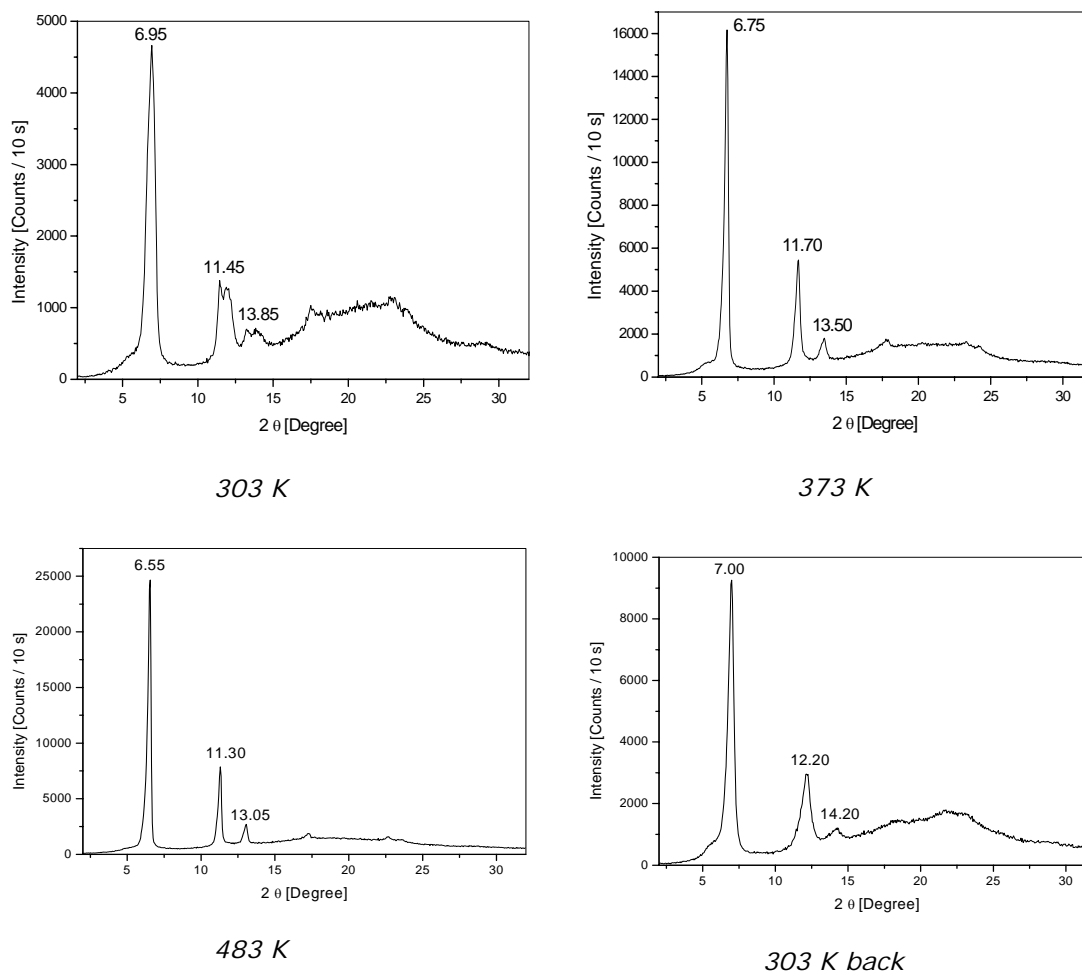 5000
4000
3000
2000
1000
0
Intensity [Counts / 10 s]
6.95
11.45
13.85
5 10 15 20 25 30
2 θ [Degree]
303 K
16000
14000
12000
10000
8000
6000
4000
2000
0
Intensity [Counts / 10 s]
6.75
11.70
13.50
5 10 15 20 25 30
2 θ [Degree]
373 K
25000
20000
15000
10000
5000
0
Intensity [Counts / 10 s]
6.55
11.30
13.05
5 10 15 20 25 30
2 θ [Degree]
483 K
10000
8000
6000
4000
2000
0
Intensity [Counts / 10 s]
7.00
12.20
14.20
5 10 15 20 25 30
2 θ [Degree]
303 K back